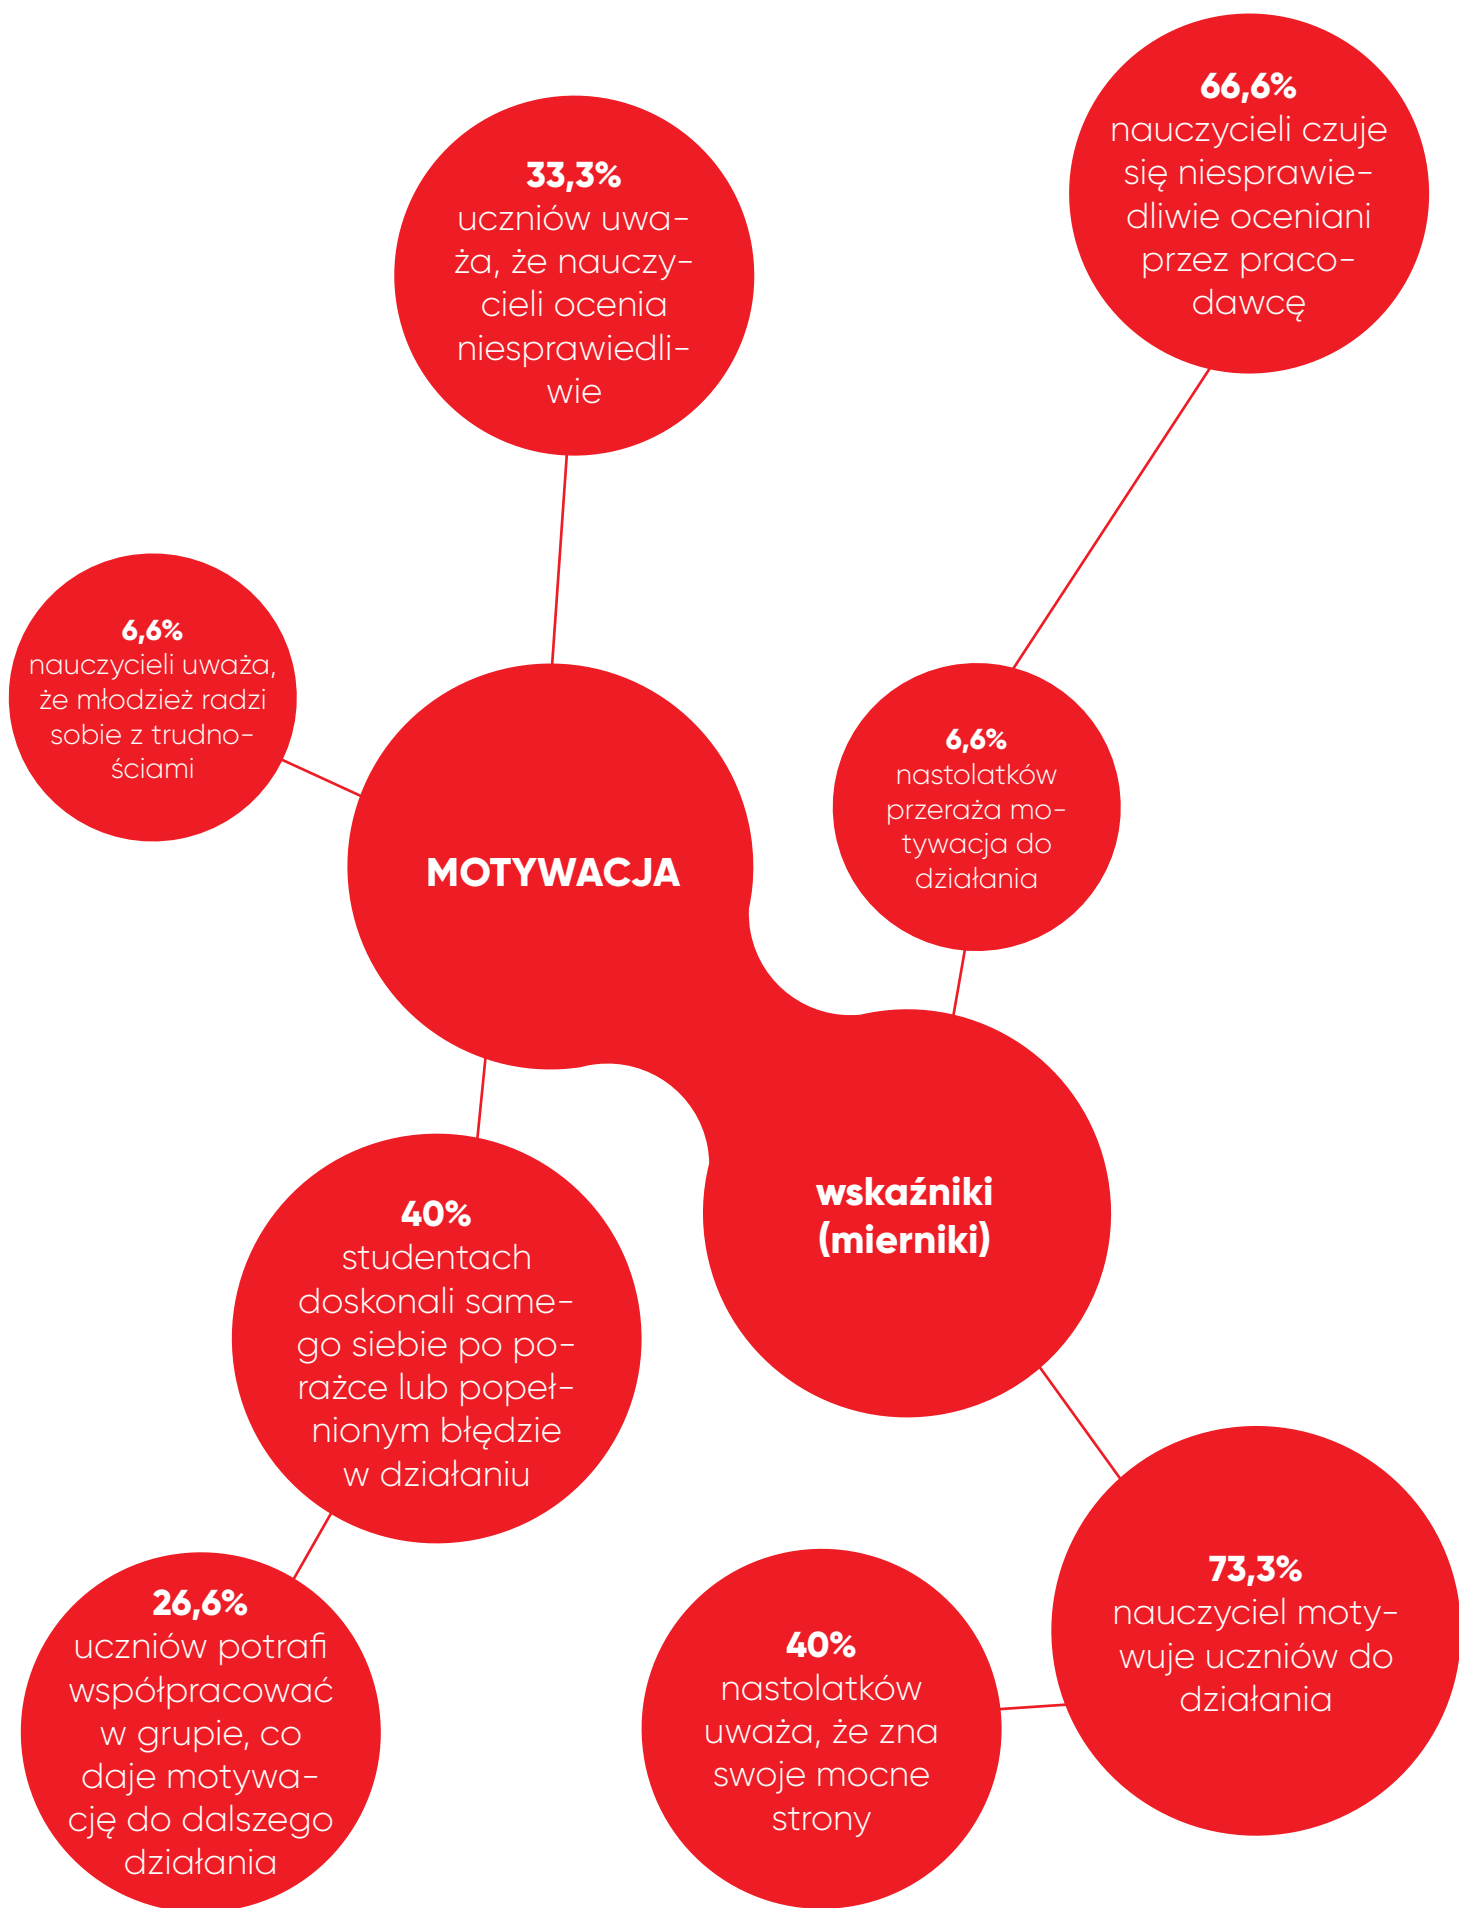 66,6%
nauczycieli czuje
się niesprawie-
dliwie oceniani
przez praco-
dawcę
33,3%
uczniów uwa-
ża, że nauczy-
cieli ocenia
niesprawiedli-
wie
6,6%
nauczycieli uważa,
że młodzież radzi
sobie z trudno-
ściami
6,6%
nastolatków
przeraża mo-
tywacja do
działania
MOTYWACJA
wskaźniki
(mierniki)
40%
studentach
doskonali same-
go siebie po po-
rażce lub popeł-
nionym błędzie
w działaniu
73,3%
nauczyciel moty-
wuje uczniów do
działania
26,6%
uczniów potrafi
współpracować
w grupie, co
daje motywa-
cję do dalszego
działania
40%
nastolatków
uważa, że zna
swoje mocne
strony